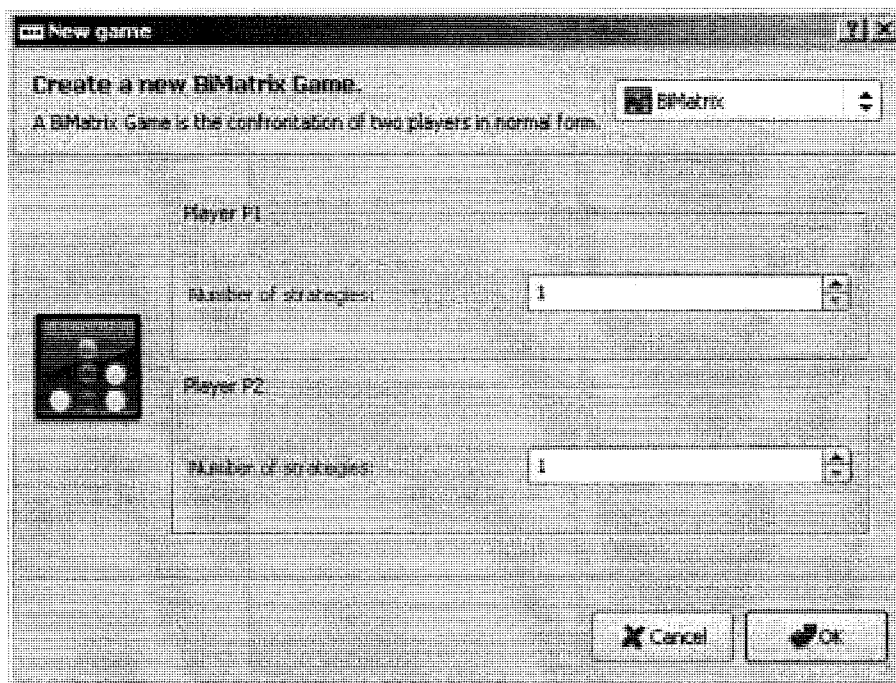 New game
Create a new BiMatrix Game.
BiMatrix
A BiMatrix Game is the confrontation of two players in normal form.
Player P1
Number of strategies:
1
Player P2
Number of strategies:
1
Cancel
OK